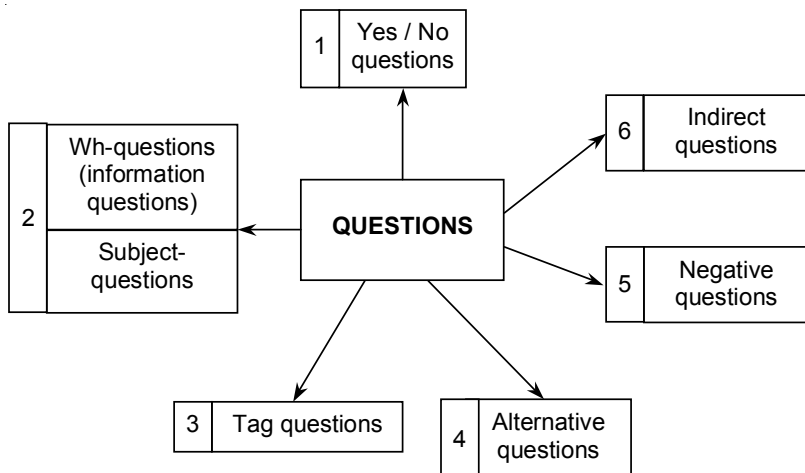 1
Yes / No
questions
2
Wh-questions
(information
questions)
Subject-
questions
QUESTIONS
6
Indirect
questions
5
Negative
questions
3
Tag questions
4
Alternative
questions